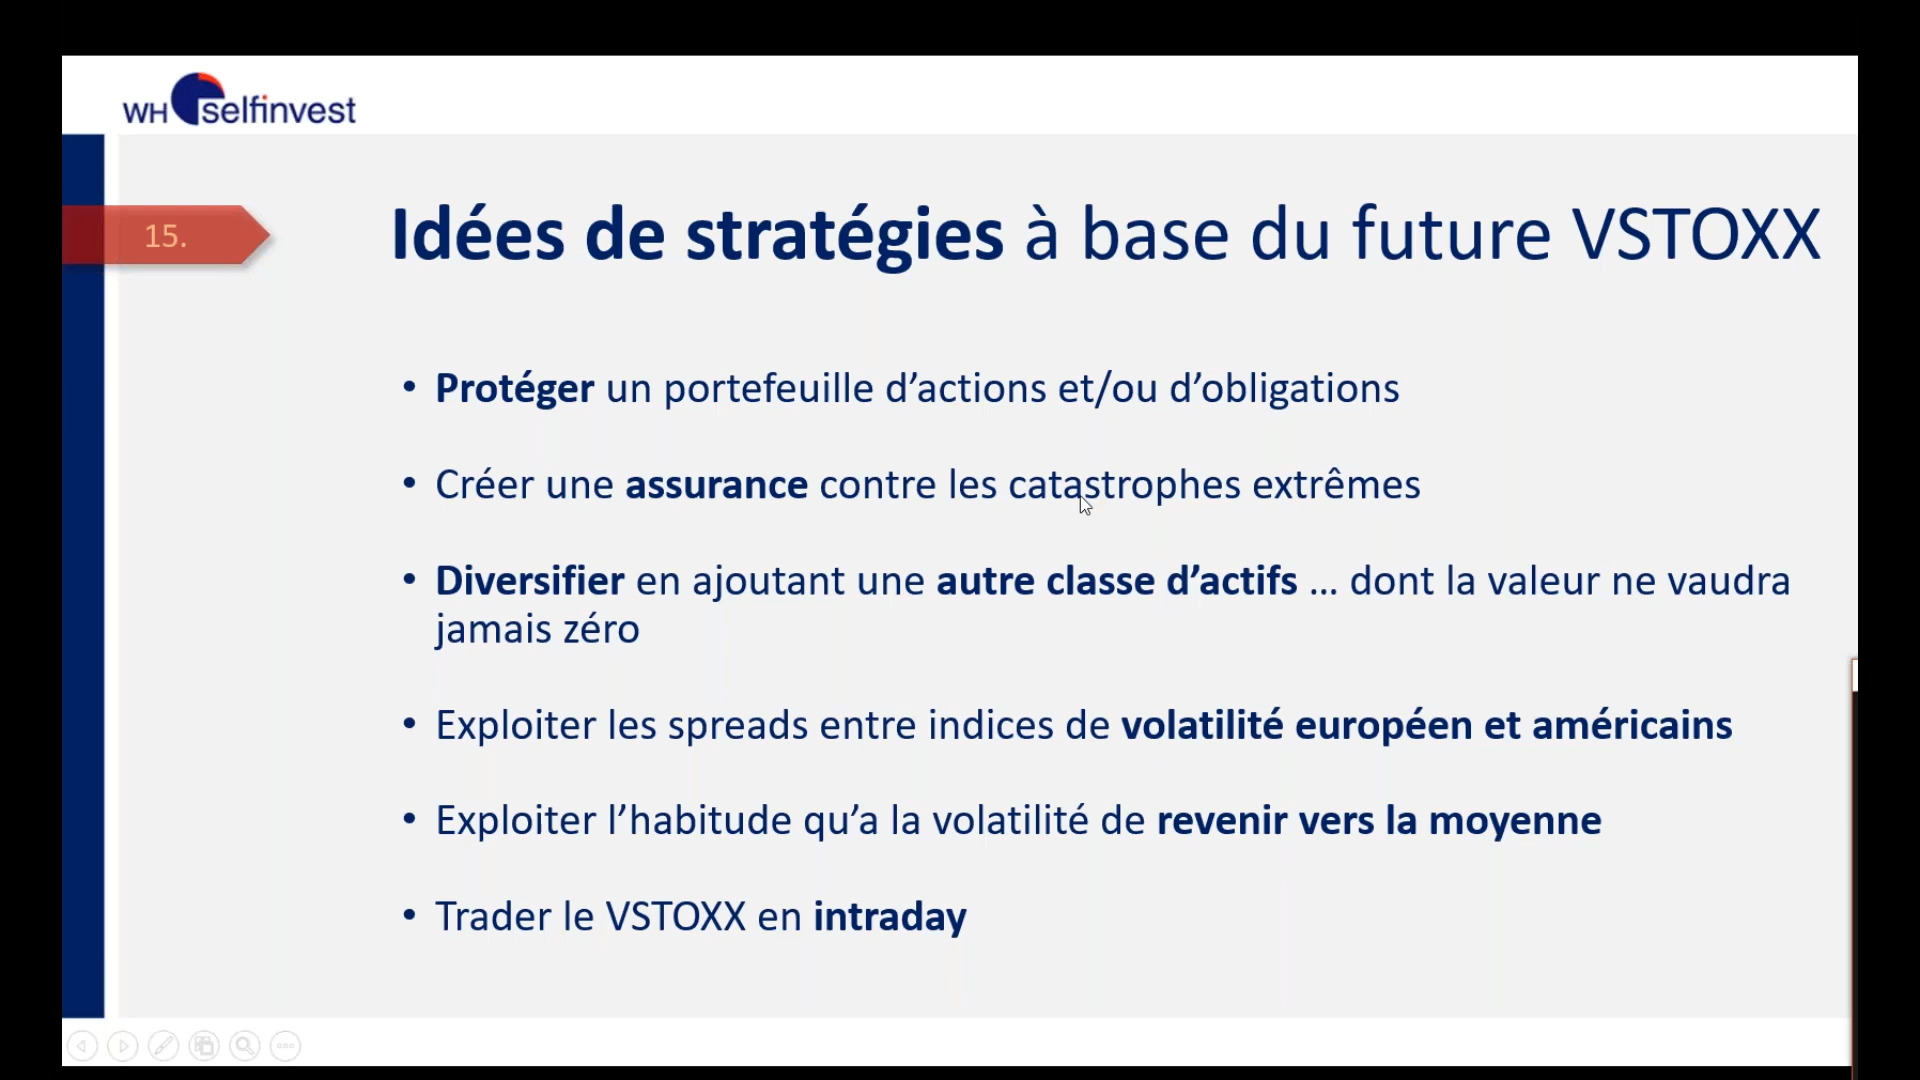 WH selfinvest
15.
Idées de stratégies à base du future VSTOXX
• Protéger un portefeuille d’actions et/ou d’obligations
• Créer une assurance contre les catastrophes extrêmes
• Diversifier en ajoutant une autre classe d’actifs ... dont la valeur ne vaudra
jamais zéro
• Exploiter les spreads entre indices de volatilité européen et américains
• Exploiter l’habitude qu’a la volatilité de revenir vers la moyenne
• Trader le VSTOXX en intraday